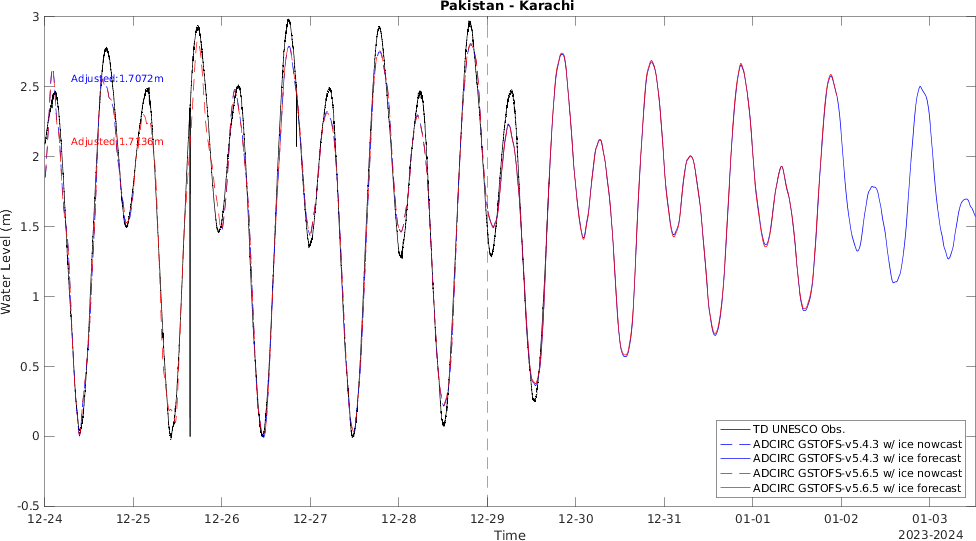 Pakistan - Karachi
3
2.5
2
1.5
1
0.5
0
-0.5
Water Level (m)
Adjusted:1.7072m
Adjusted:1.7136m
TD UNESCO Obs.
ADCIRC GSTOFS-v5.4.3 w/ ice nowcast
ADCIRC GSTOFS-v5.4.3 w/ ice forecast
ADCIRC GSTOFS-v5.6.5 w/ ice nowcast
ADCIRC GSTOFS-v5.6.5 w/ ice forecast
12-24 12-25 12-26 12-27 12-28 12-29 12-30 12-31 01-01 01-02 01-03
Time
2023-2024